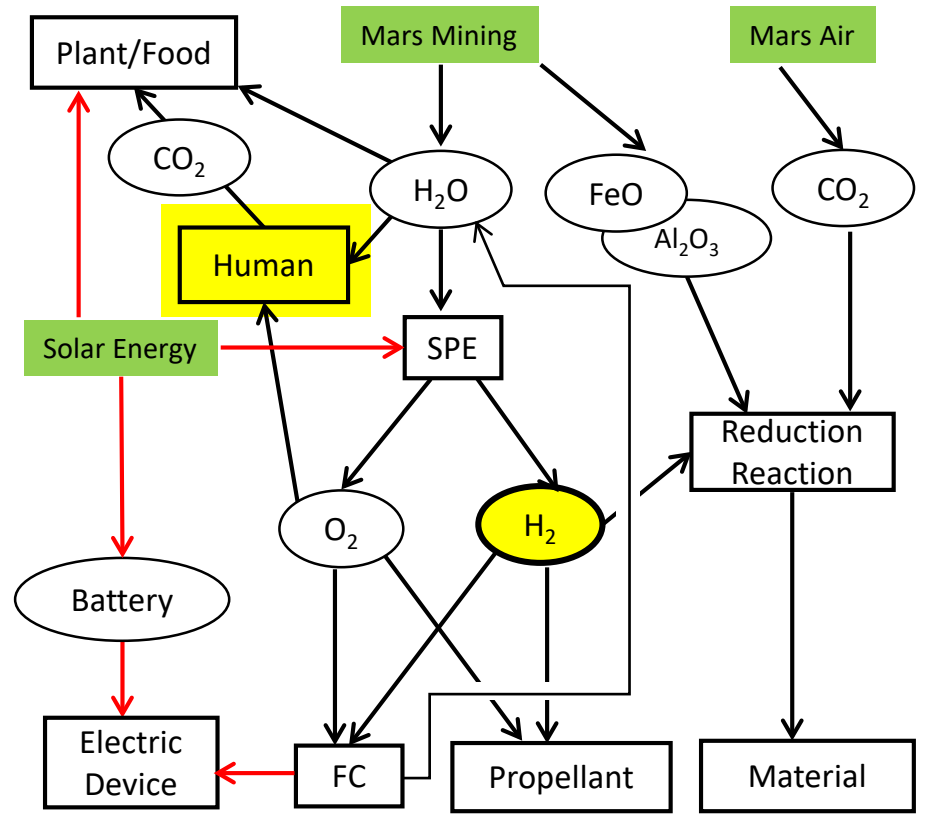 Plant/Food
Mars Mining
Mars Air
CO₂
H₂O
FeO
CO₂
Al₂O₃
Human
Solar Energy
SPE
Reduction
Reaction
O₂
H₂
Battery
Electric
Device
FC
Propellant
Material